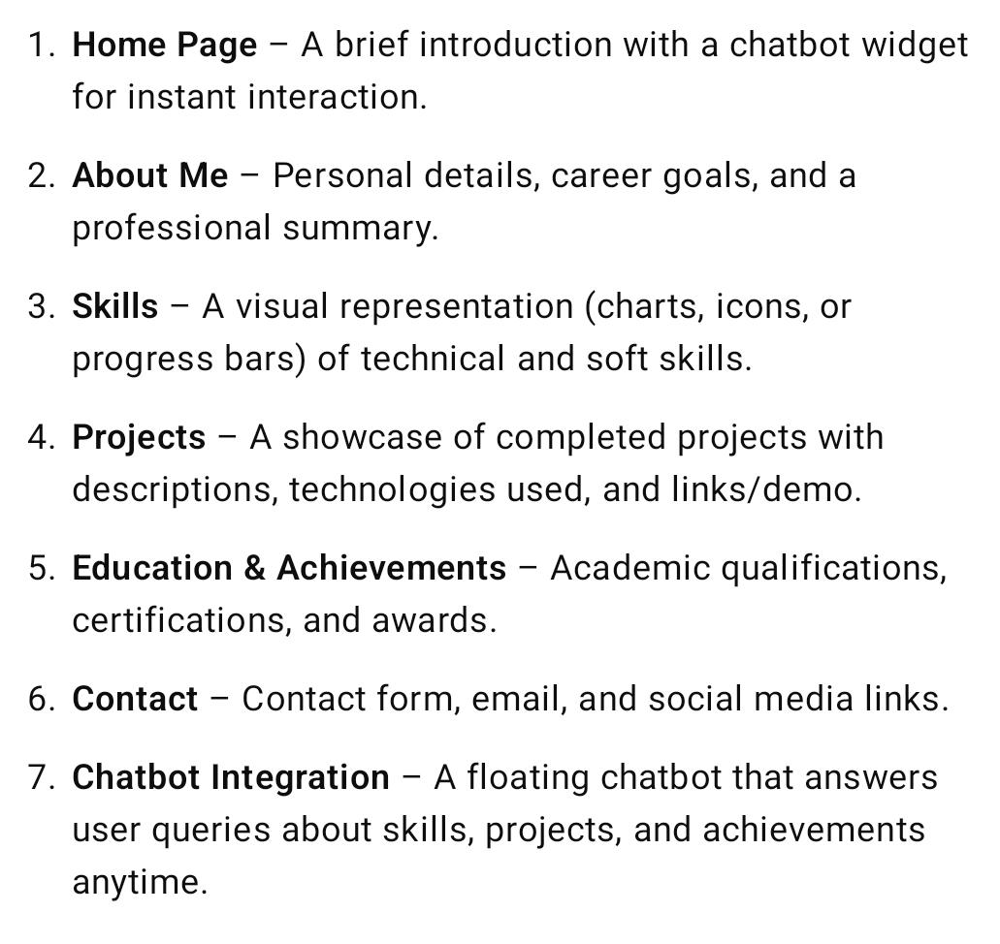 1. Home Page – A brief introduction with a chatbot widget
for instant interaction.
2. About Me – Personal details, career goals, and a
professional summary.
3. Skills – A visual representation (charts, icons, or
progress bars) of technical and soft skills.
4. Projects – A showcase of completed projects with
descriptions, technologies used, and links/demo.
5. Education & Achievements – Academic qualifications,
certifications, and awards.
6. Contact – Contact form, email, and social media links.
7. Chatbot Integration – A floating chatbot that answers
user queries about skills, projects, and achievements
anytime.